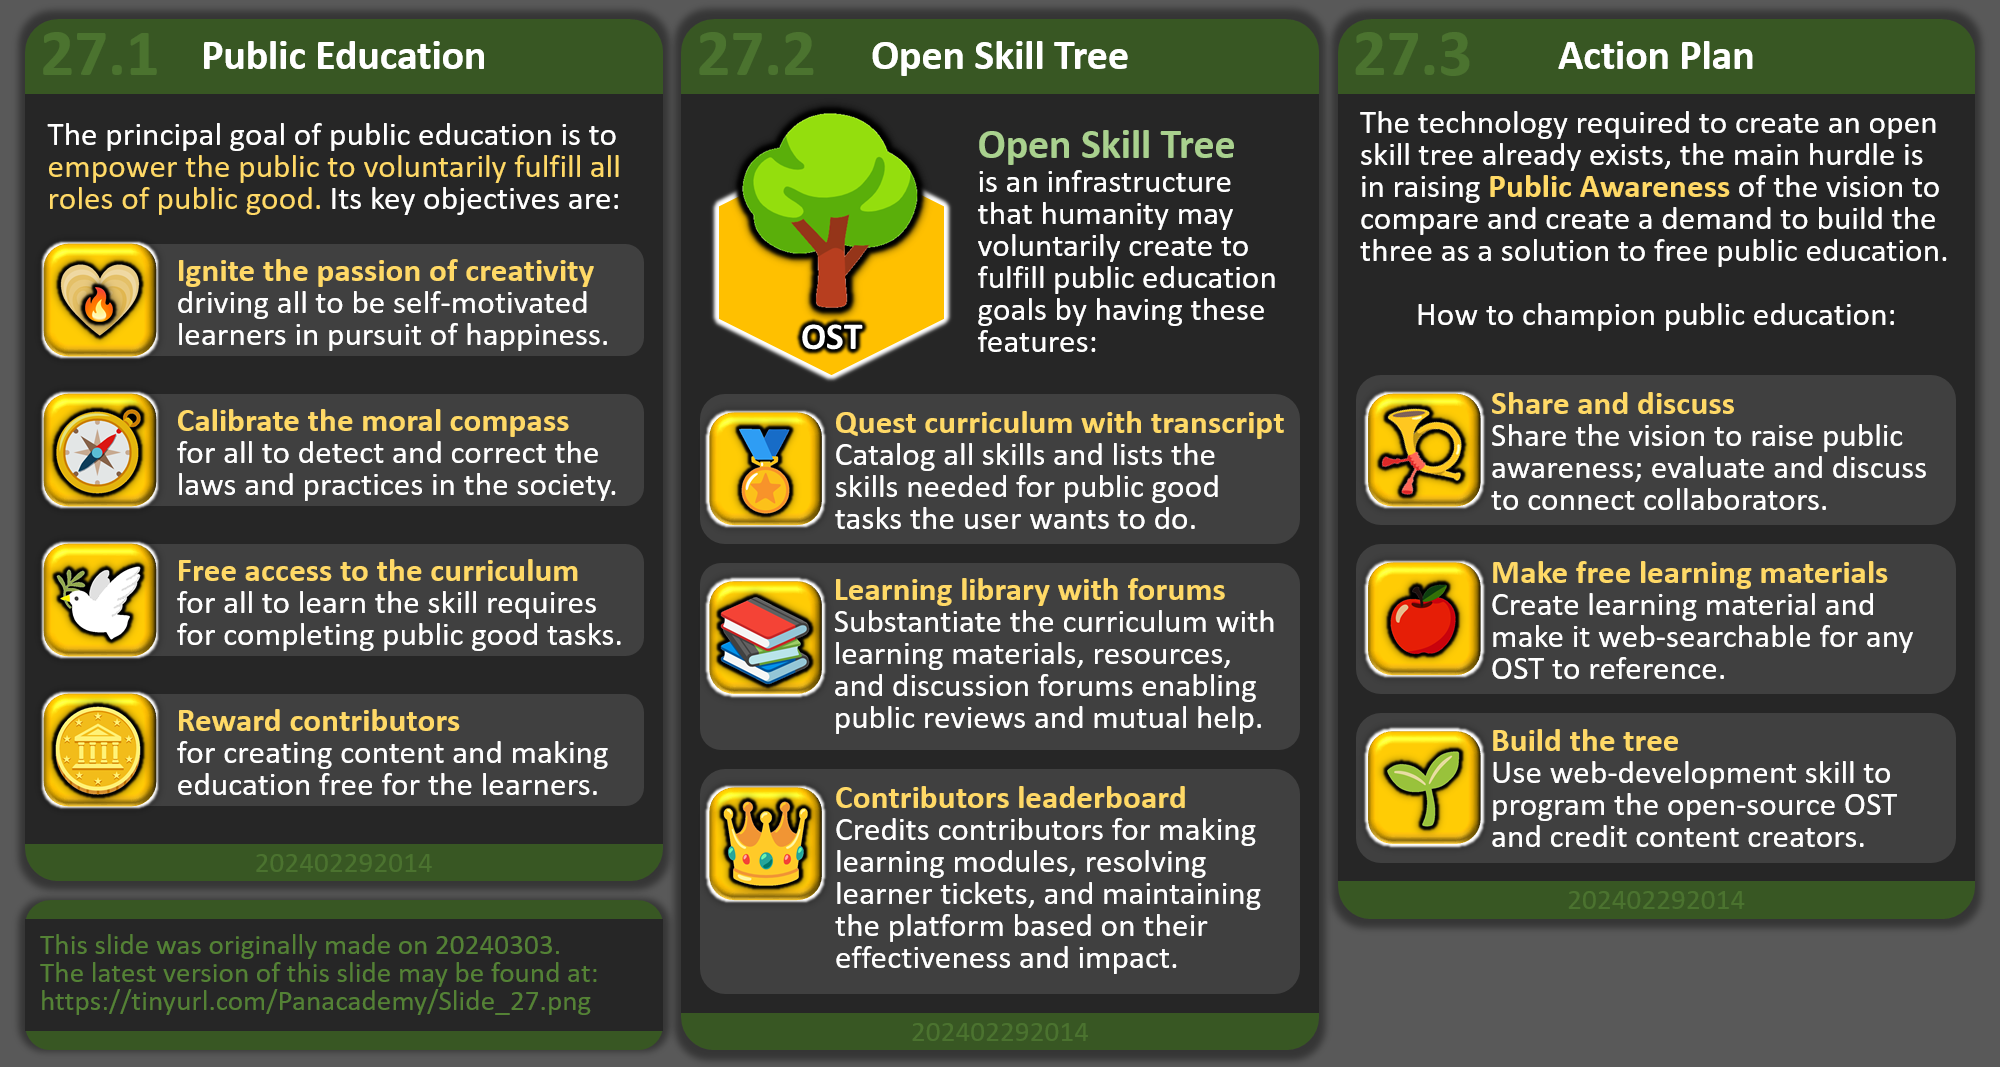 27.1 Public Education
The principal goal of public education is to
empower the public to voluntarily fulfill all
roles of public good. Its key objectives are:
Ignite the passion of creativity
driving all to be self-motivated
learners in pursuit of happiness.
Calibrate the moral compass
for all to detect and correct the
laws and practices in the society.
Free access to the curriculum
for all to learn the skill requires
for completing public good tasks.
Reward contributors
for creating content and making
education free for the learners.
202402292014
This slide was originally made on 20240303.
The latest version of this slide may be found at:
https://tinyurl.com/Panacademy/Slide_27.png
27.2 Open Skill Tree
OST
Open Skill Tree
is an infrastructure
that humanity may
voluntarily create to
fulfill public education
goals by having these
features:
Quest curriculum with transcript
Catalog all skills and lists the
skills needed for public good
tasks the user wants to do.
Learning library with forums
Substantiate the curriculum with
learning materials, resources,
and discussion forums enabling
public reviews and mutual help.
Contributors leaderboard
Credits contributors for making
learning modules, resolving
learner tickets, and maintaining
the platform based on their
effectiveness and impact.
202402292014
27.3 Action Plan
The technology required to create an open
skill tree already exists, the main hurdle is
in raising Public Awareness of the vision to
compare and create a demand to build the
three as a solution to free public education.
How to champion public education:
Share and discuss
Share the vision to raise public
awareness; evaluate and discuss
to connect collaborators.
Make free learning materials
Create learning material and
make it web-searchable for any
OST to reference.
Build the tree
Use web-development skill to
program the open-source OST
and credit content creators.
202402292014